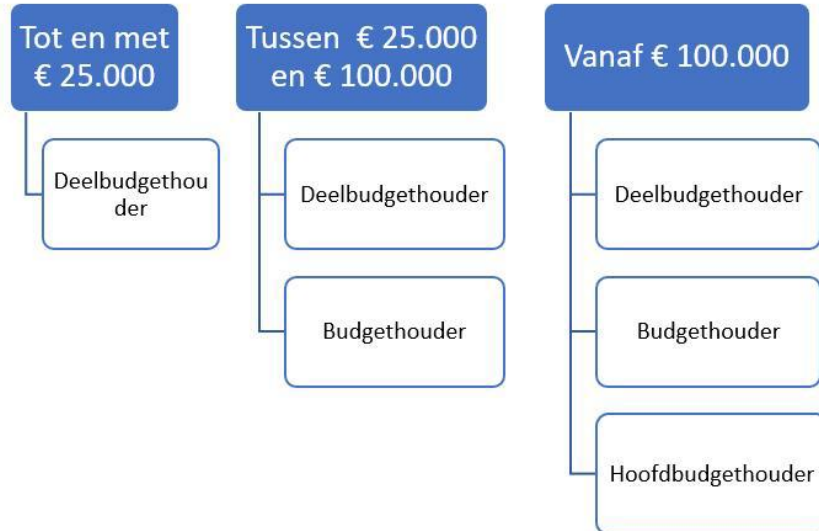 Tot en met
€ 25.000
Deelbudgethou
der
Tussen € 25.000
en € 100.000
Deelbudgethouder
Budgethouder
Vanaf € 100.000
Deelbudgethouder
Budgethouder
Hoofdbudgethouder